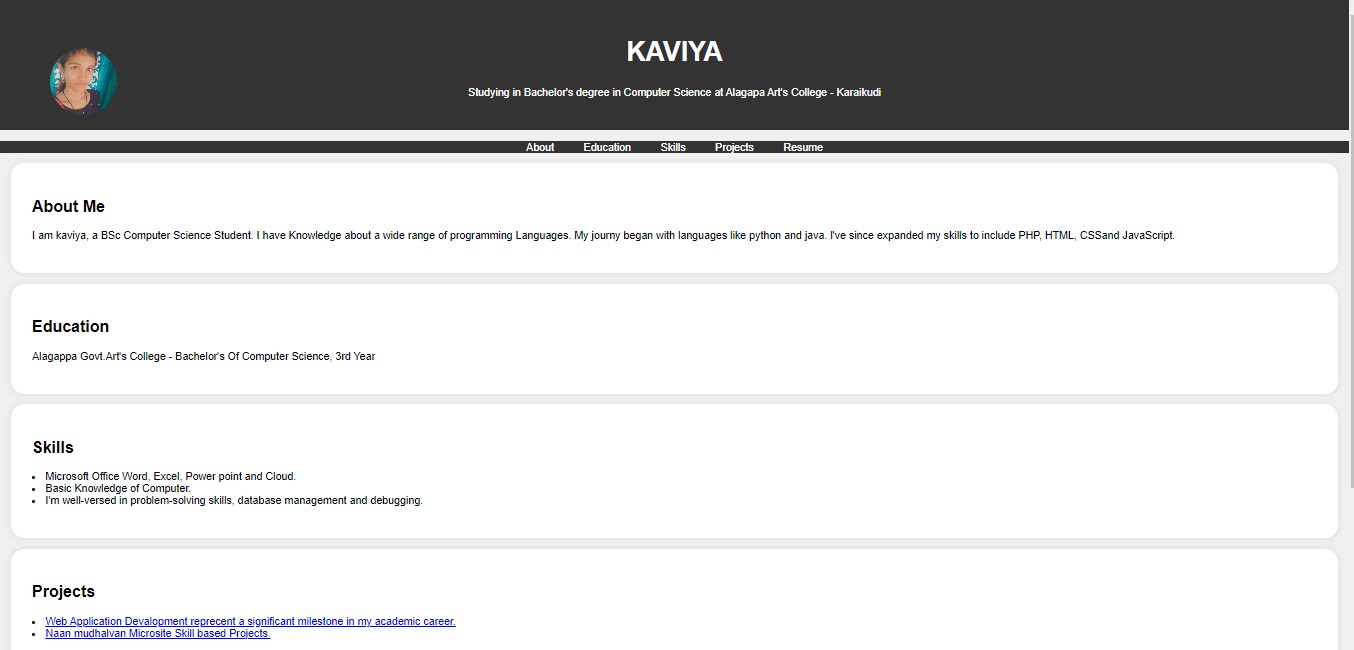 KAVIYA
Studying in Bachelor's degree in Computer Science at Alagapa Art's College - Karaikudi
About Education Skills Projects Resume
About Me
I am kaviya, a BSc Computer Science Student. I have Knowledge about a wide range of programming Languages. My journy began with languages like python and java. I've since expanded my skills to include PHP, HTML, CSSand JavaScript.
Education
Alagappa Govt.Art's College - Bachelor's Of Computer Science, 3rd Year
Skills
• Microsoft Office Word, Excel, Power point and Cloud.
• Basic Knowledge of Computer.
• I'm well-versed in problem-solving skills, database management and debugging.
Projects
• Web Application Devalopment reprecent a significant milestone in my academic career.
• Naan mudhalvan Microsite Skill based Projects.